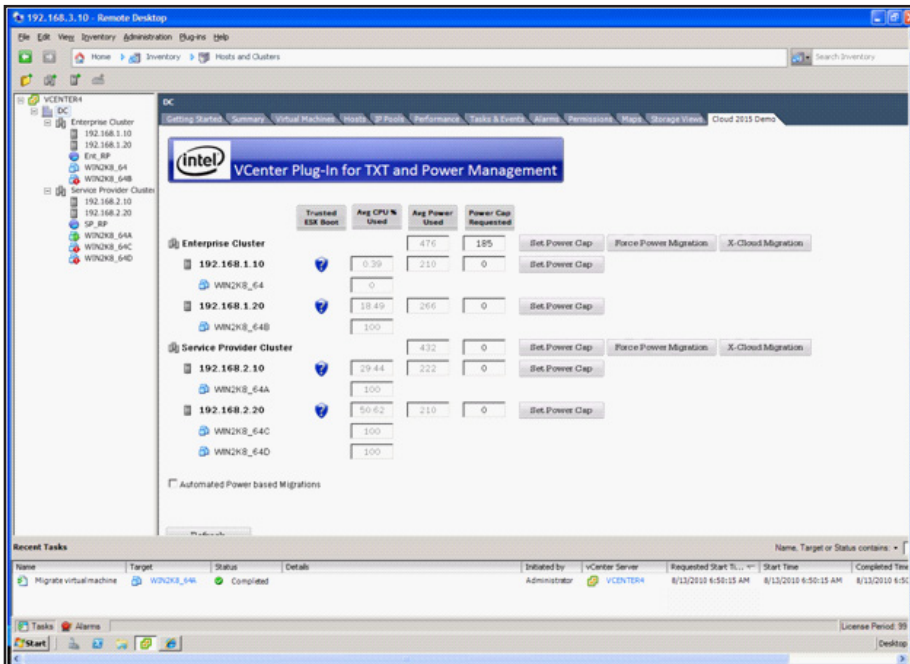 192.168.3.10 - Remote Desktop
File Edit View Inventory Administration Plug-ins Help
Home Inventory Hosts and Clusters Search Inventory
VCENTER4
DC
Enterprise Cluster
192.168.1.10
192.168.1.20
Ent_RP
WIN2K8_64
WIN2K8_64B
Service Provider Cluster
192.168.2.10
192.168.2.20
SP_RP
WIN2K8_64A
WIN2K8_64C
WIN2K8_64D
DC
Getting Started Summary Virtual Machines Hosts IP Pools Performance Tasks & Events Alarms Permissions Maps Storage Views Cloud 2015 Demo
intel VCenter Plug-In for TXT and Power Management
Trusted Avg CPU % Avg Power Power Cap
ESX Boot Used Used Requested
Enterprise Cluster 476 185 Set Power Cap Force Power Migration X-Cloud Migration
192.168.1.10 ? 0.39 210 0 Set Power Cap
WIN2K8_64 0
192.168.1.20 ? 18.49 266 0 Set Power Cap
WIN2K8_64B 100
Service Provider Cluster 432 0 Set Power Cap Force Power Migration X-Cloud Migration
192.168.2.10 ? 29.44 222 0 Set Power Cap
WIN2K8_64A 100
192.168.2.20 ? 50.62 210 0 Set Power Cap
WIN2K8_64C 100
WIN2K8_64D 100
Automated Power based Migrations
Refresh
Recent Tasks Name, Target or Status contains:
Name Target Status Details Initiated by vCenter Server Requested Start Ti... Start Time Completed Time
Migrate virtual machine Completed Administrator VCENTER4 8/13/2010 6:50:15 AM 8/13/2010 6:50:15 AM 8/13/2010 6:50
Tasks Alarms License Period: 99
Start Desktop